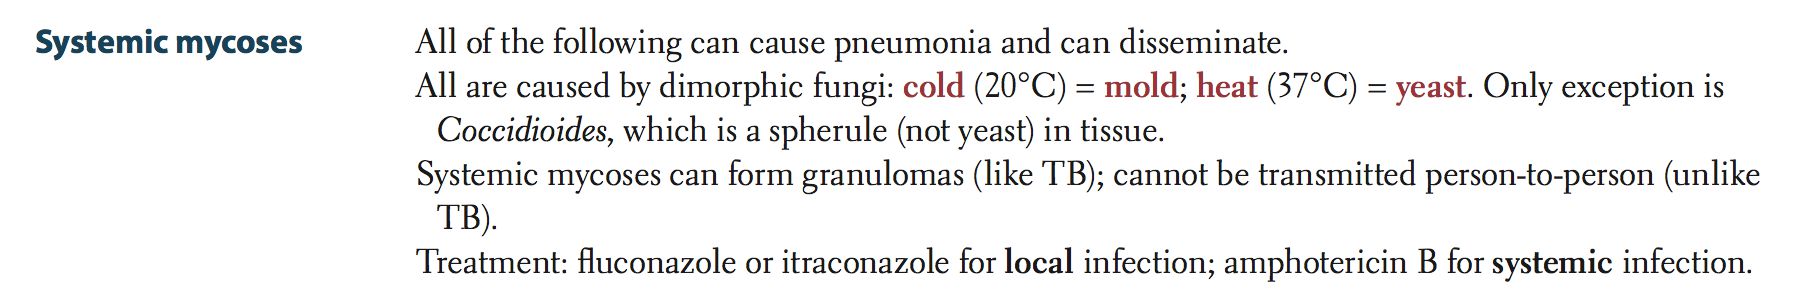 Systemic mycoses
All of the following can cause pneumonia and can disseminate.
All are caused by dimorphic fungi: cold (20°C) = mold; heat (37°C) = yeast. Only exception is
Coccidioides, which is a spherule (not yeast) in tissue.
Systemic mycoses can form granulomas (like TB); cannot be transmitted person-to-person (unlike
TB).
Treatment: fluconazole or itraconazole for local infection; amphotericin B for systemic infection.